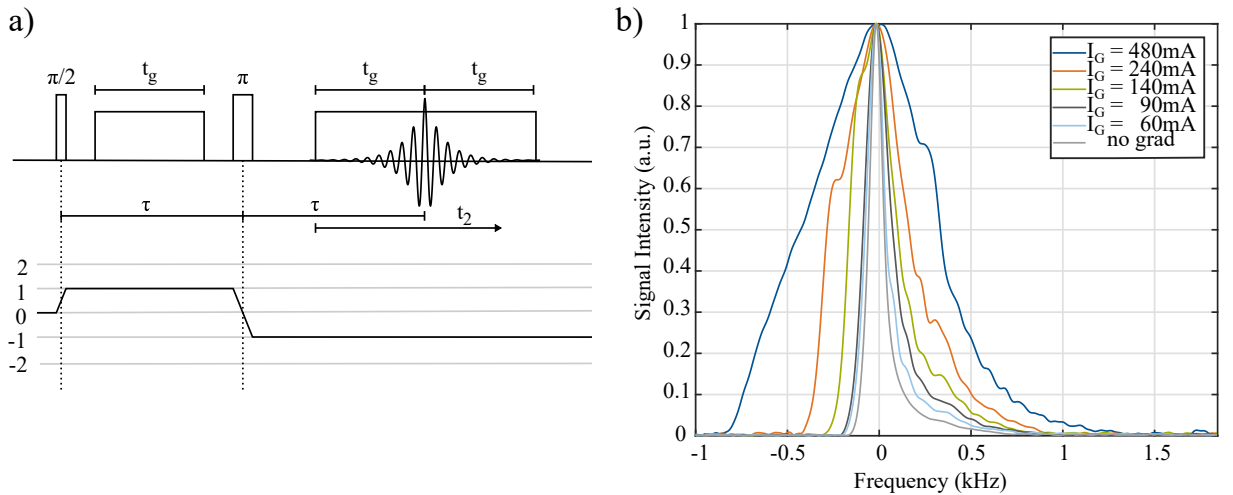 a)
π/2
t_g
π
t_g
t_g
τ
τ
t_2
2
1
0
-1
-2
b)
Signal Intensity (a.u.)
1
0.9
0.8
0.7
0.6
0.5
0.4
0.3
0.2
0.1
0
I_G = 480mA
I_G = 240mA
I_G = 140mA
I_G = 90mA
I_G = 60mA
no grad
-1
-0.5
0
0.5
1
1.5
Frequency (kHz)